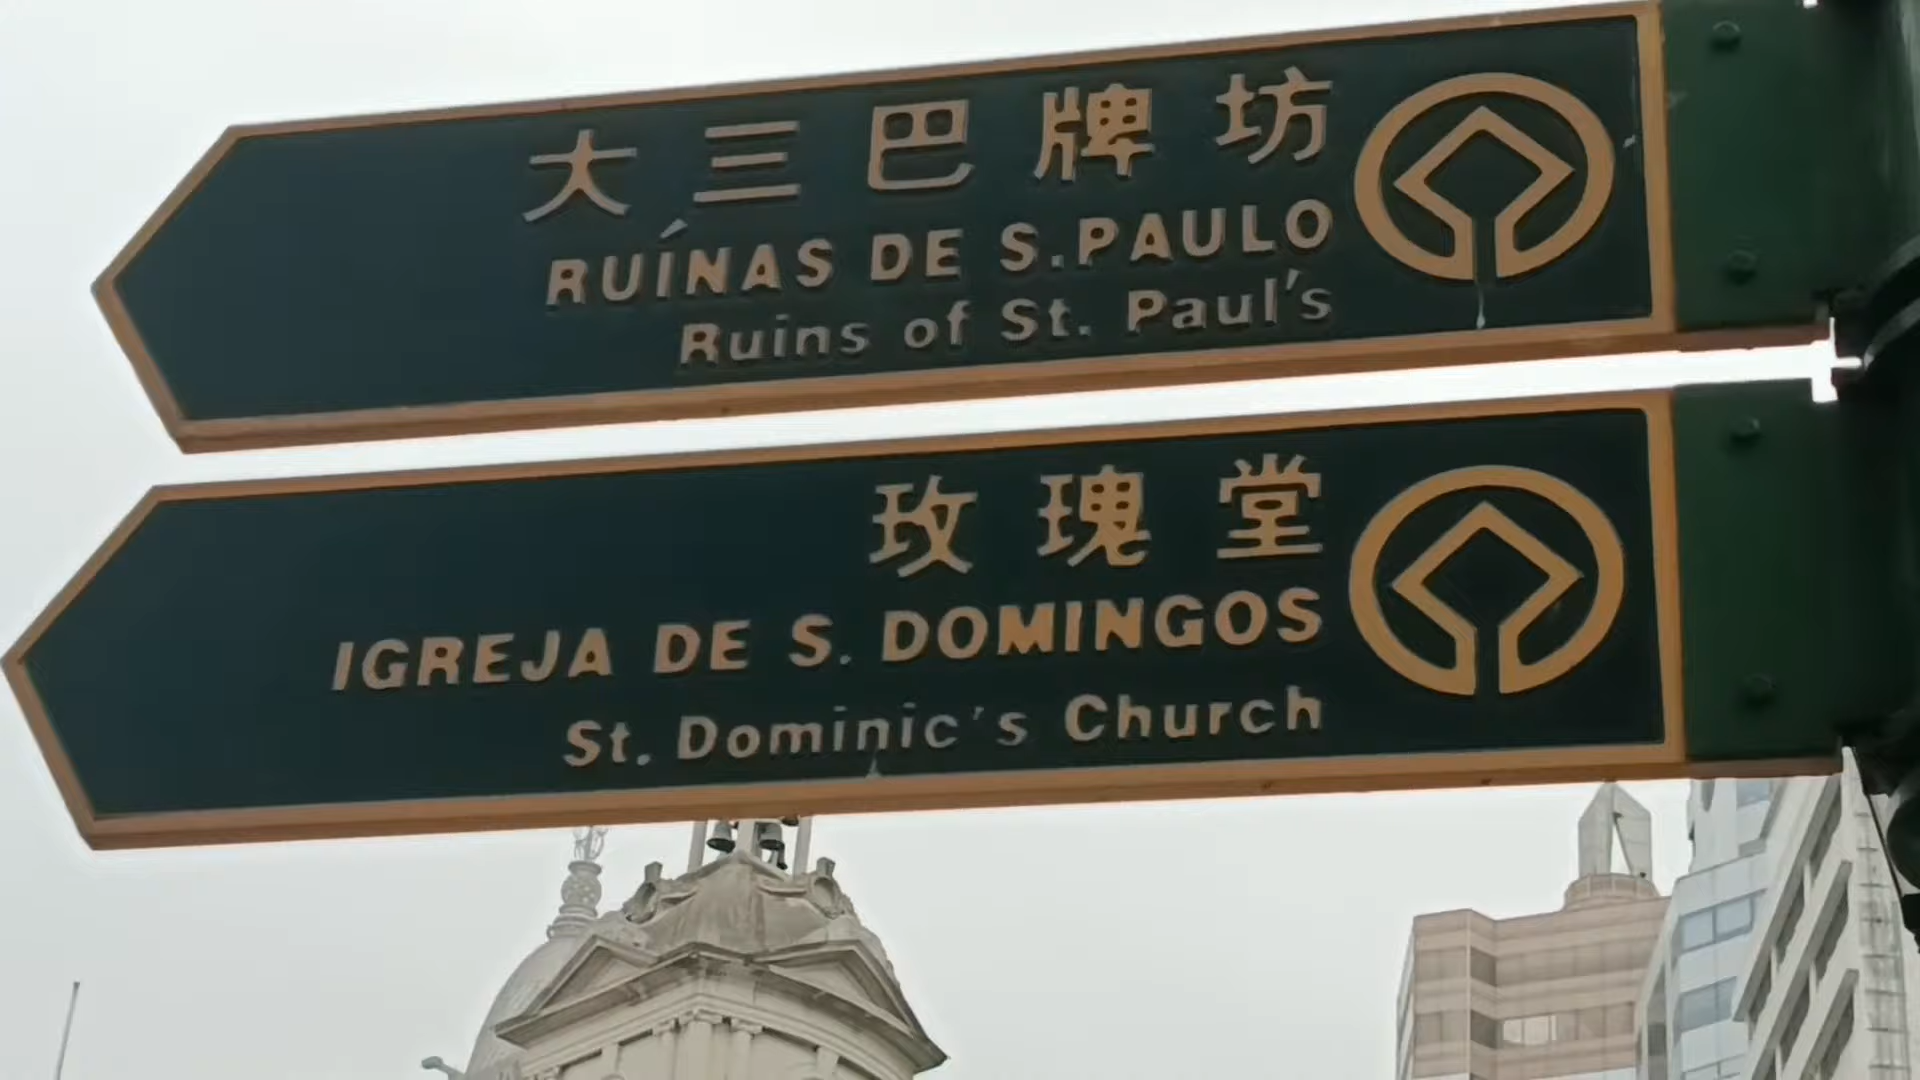 大三巴牌坊
RUÍNAS DE S.PAULO
Ruins of St. Paul's
玫瑰堂
IGREJA DE S. DOMINGOS
St. Dominic's Church